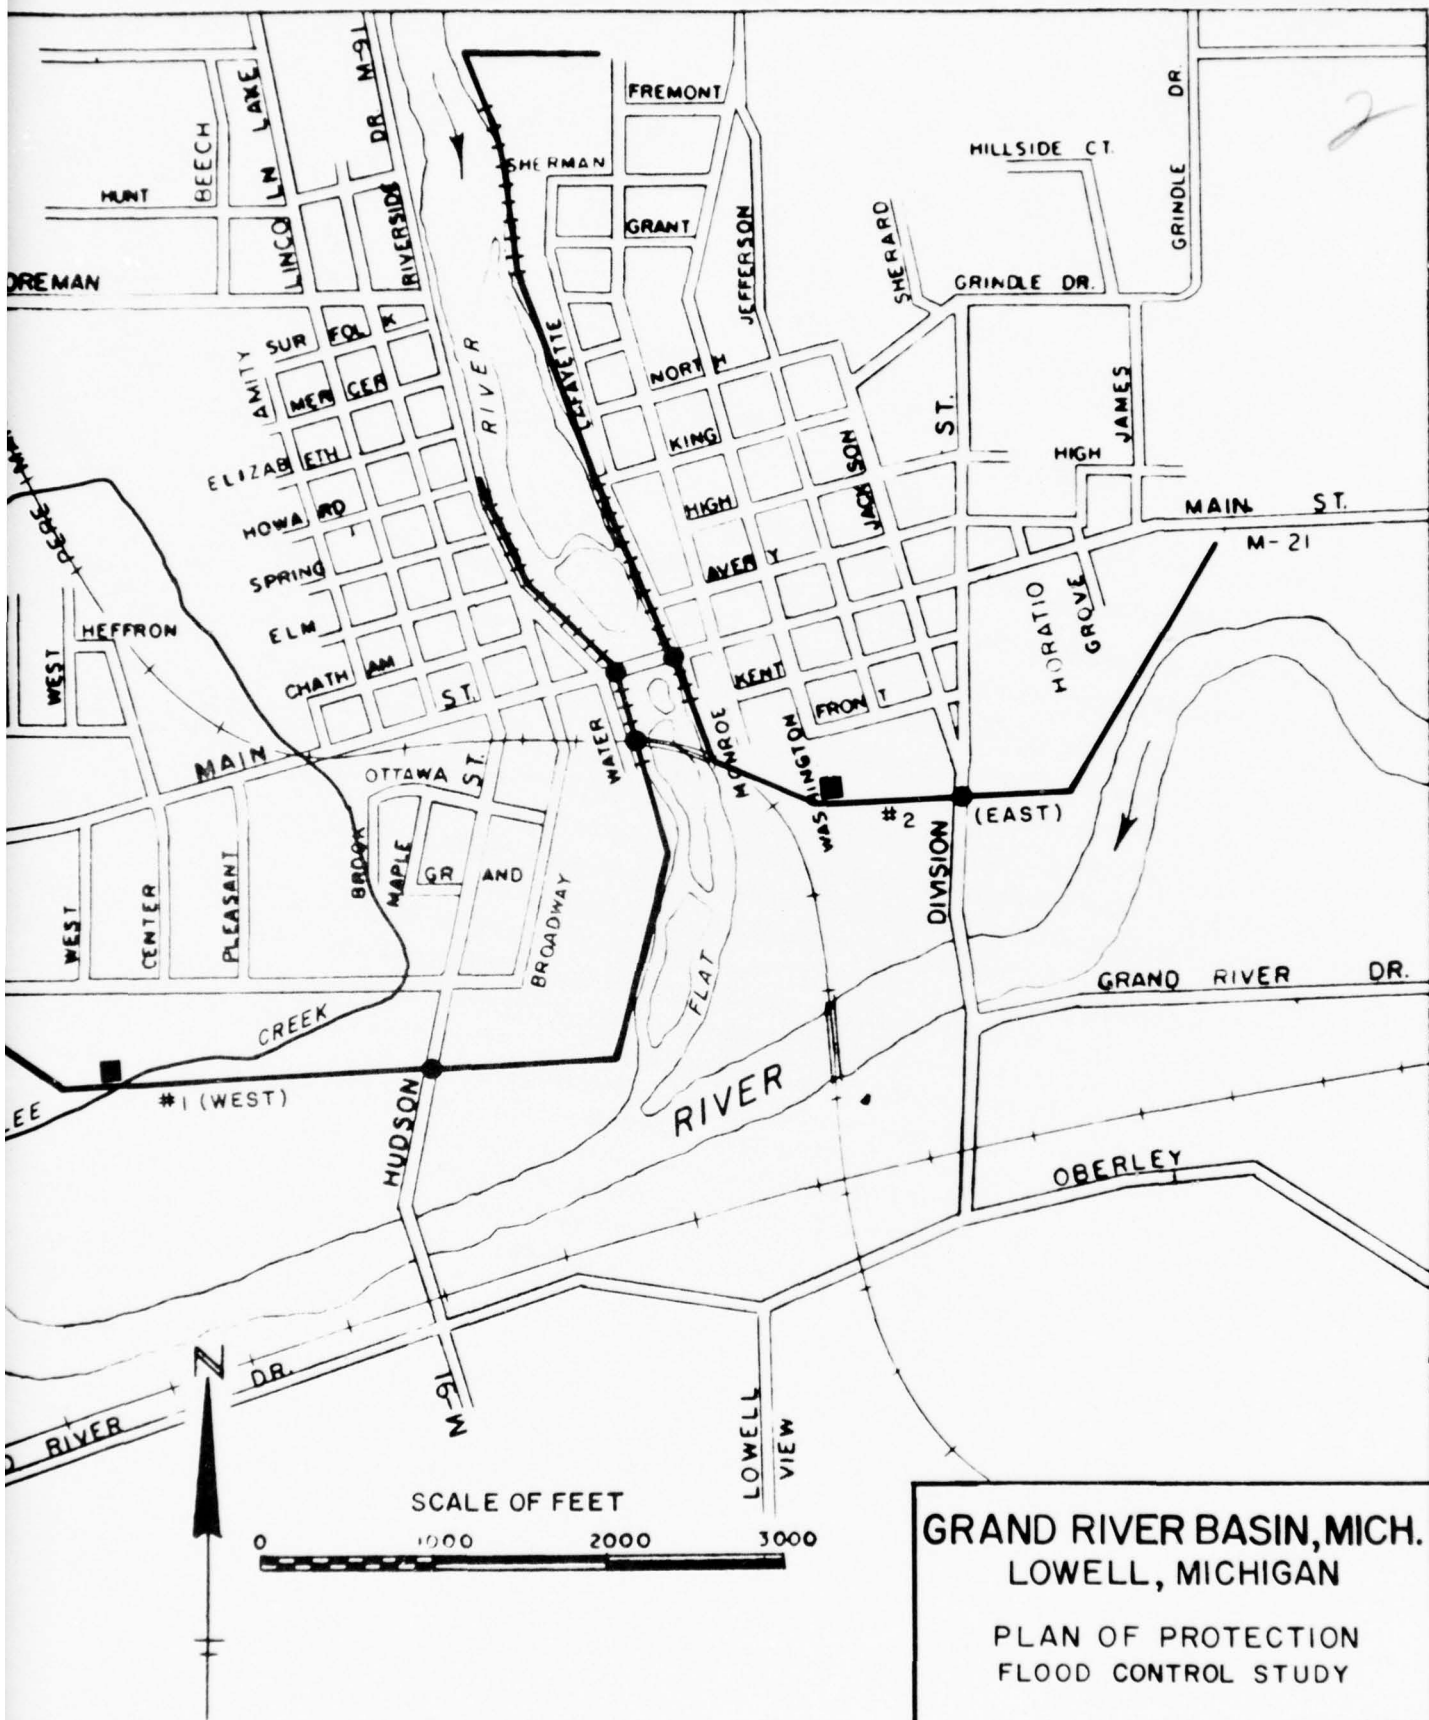 M-91
DR
LINCOLN LAKE
BEECH
FREMONT
2
DR.
HILLSIDE CT.
SHERMAN
HUNT
RIVERSIDE
GRANT
JEFFERSON
SHERARD
GRINDLE
OREMAN
GRINDLE DR.
SUR FOLX
RIVER
LAFAYETTE
NORTH
AMITY
MERCER
JAMES
ST.
KING
ELIZABETH
JACKSON
HIGH
HIGH
HOWARD
MAIN ST.
M-21
PERE
AVERY
SPRING
HORATIO
GROVE
HEFFRON
ELM
WEST
CHATHAM
ST.
KENT
FRONT
WATER
MONROE
WASHINGTON
MAIN
OTTAWA
ST.
#2
(EAST)
BROOK
MAPLE
GRAND
DIVISION
WEST
CENTER
PLEASANT
BROADWAY
FLAT
GRAND RIVER DR.
CREEK
LEE
#1 (WEST)
RIVER
HUDSON
OBERLEY
N
DR.
M-91
D RIVER
LOWELL
VIEW
SCALE OF FEET
0 1000 2000 3000
GRAND RIVER BASIN, MICH.
LOWELL, MICHIGAN
PLAN OF PROTECTION
FLOOD CONTROL STUDY